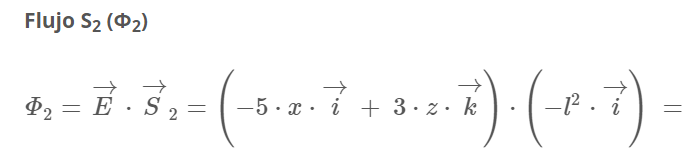 Flujo S₂ (Φ₂)
Φ₂ = E⃗ · S⃗ ₂ = (−5 · x · i⃗ + 3 · z · k⃗) · (−l² · i⃗) =